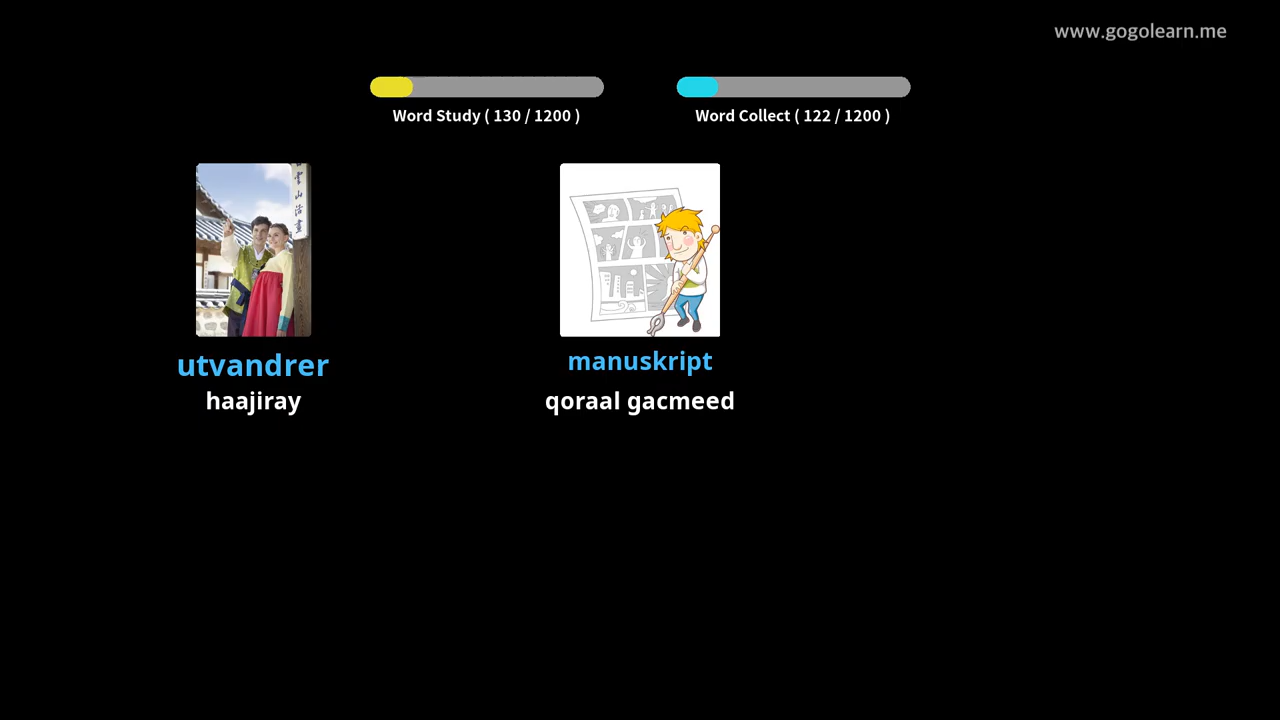 www.gogolearn.me
Word Study ( 130 / 1200 )
Word Collect ( 122 / 1200 )
utvandrer
manuskript
haajiray
qoraal gacmeed